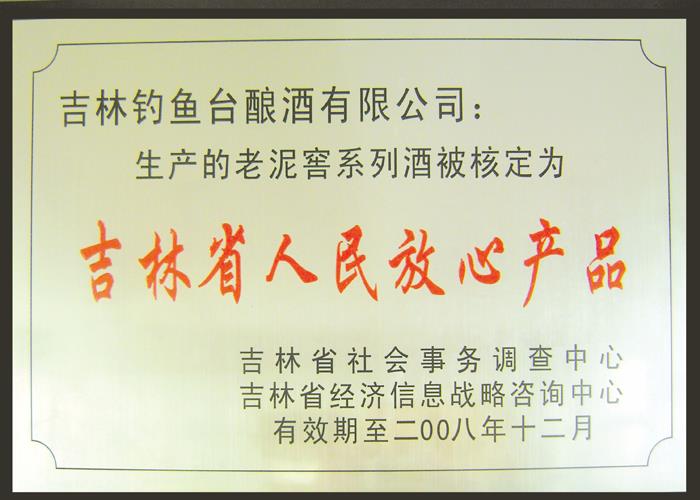 吉林钓鱼台酿酒有限公司：
生产的老泥窖系列酒被核定为
吉林省人民放心产品
吉林省社会事务调查中心
吉林省经济信息战略咨询中心
有效期至二00八年十二月